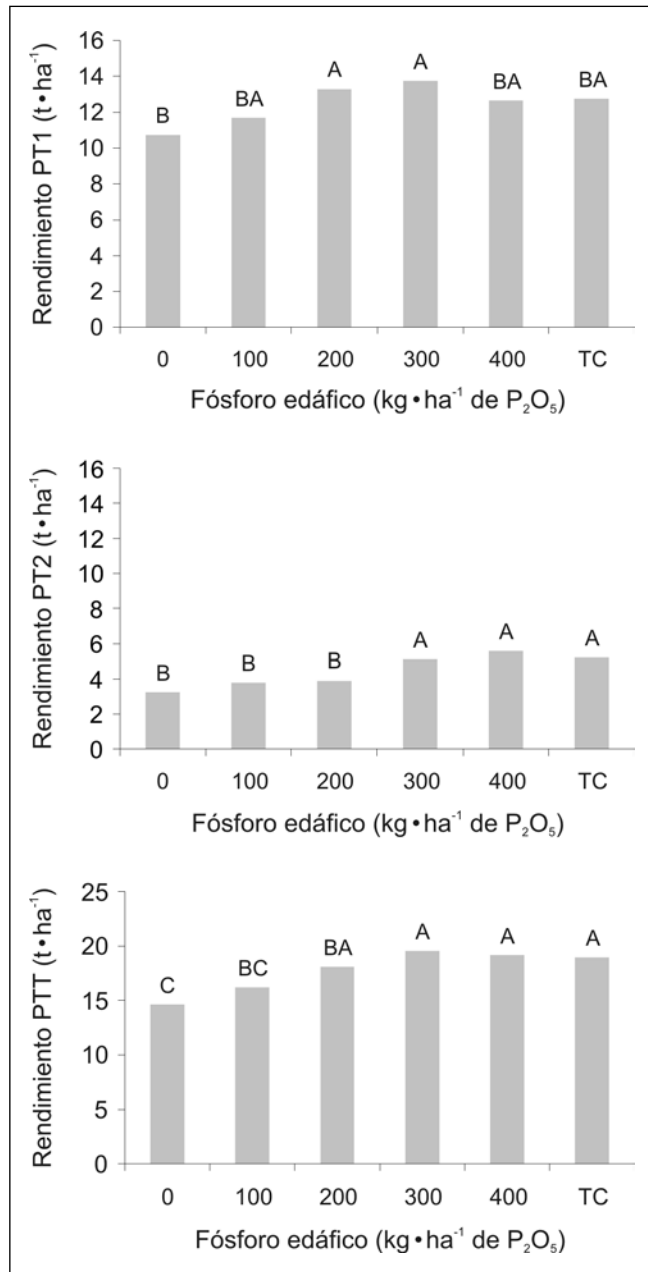 Rendimiento PT1 (t•ha⁻¹)
16
14
12
10
8
6
4
2
0
B
BA
A
A
BA
BA
0 100 200 300 400 TC
Fósforo edáfico (kg•ha⁻¹ de P₂O₅)
Rendimiento PT2 (t•ha⁻¹)
16
14
12
10
8
6
4
2
0
B
B
B
A
A
A
0 100 200 300 400 TC
Fósforo edáfico (kg•ha⁻¹ de P₂O₅)
Rendimiento PTT (t•ha⁻¹)
25
20
15
10
5
0
C
BC
BA
A
A
A
0 100 200 300 400 TC
Fósforo edáfico (kg•ha⁻¹ de P₂O₅)